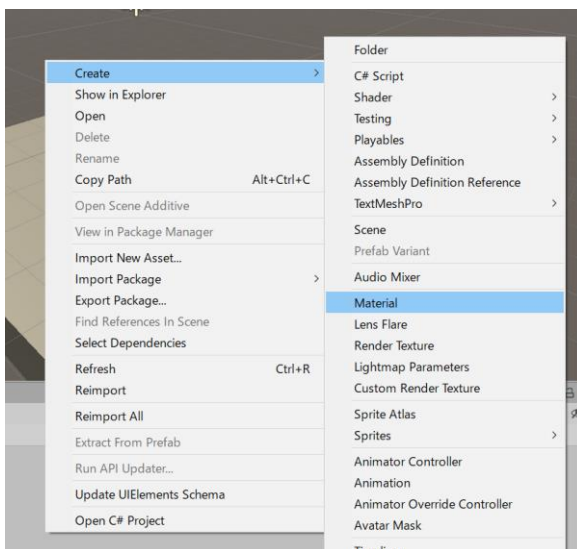 Create
Show in Explorer
Open
Delete
Rename
Copy Path Alt+Ctrl+C
Open Scene Additive
View in Package Manager
Import New Asset...
Import Package
Export Package...
Find References In Scene
Select Dependencies
Refresh Ctrl+R
Reimport
Reimport All
Extract From Prefab
Run API Updater...
Update UIElements Schema
Open C# Project
Folder
C# Script
Shader
Testing
Playables
Assembly Definition
Assembly Definition Reference
TextMeshPro
Scene
Prefab Variant
Audio Mixer
Material
Lens Flare
Render Texture
Lightmap Parameters
Custom Render Texture
Sprite Atlas
Sprites
Animator Controller
Animation
Animator Override Controller
Avatar Mask